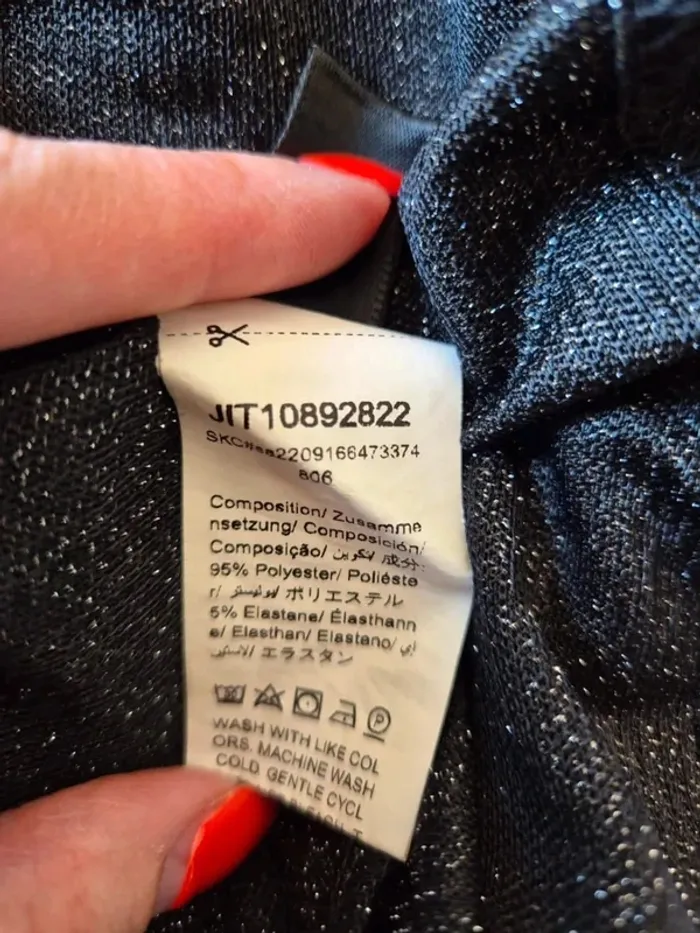 JIT10892822
2209166473374
806
Composition/ Zusamme
nsetzung/ Composición/
Composição/ تكوين/ 成分:
95% Polyester/ Poliéste
r/ بوليستر/ ポリエステル
5% Elastane/ Élasthann
e/ Elasthan/ Elastano/
エラスタン
WASH WITH LIKE COL
ORS. MACHINE WASH
COLD. GENTLE CYCL